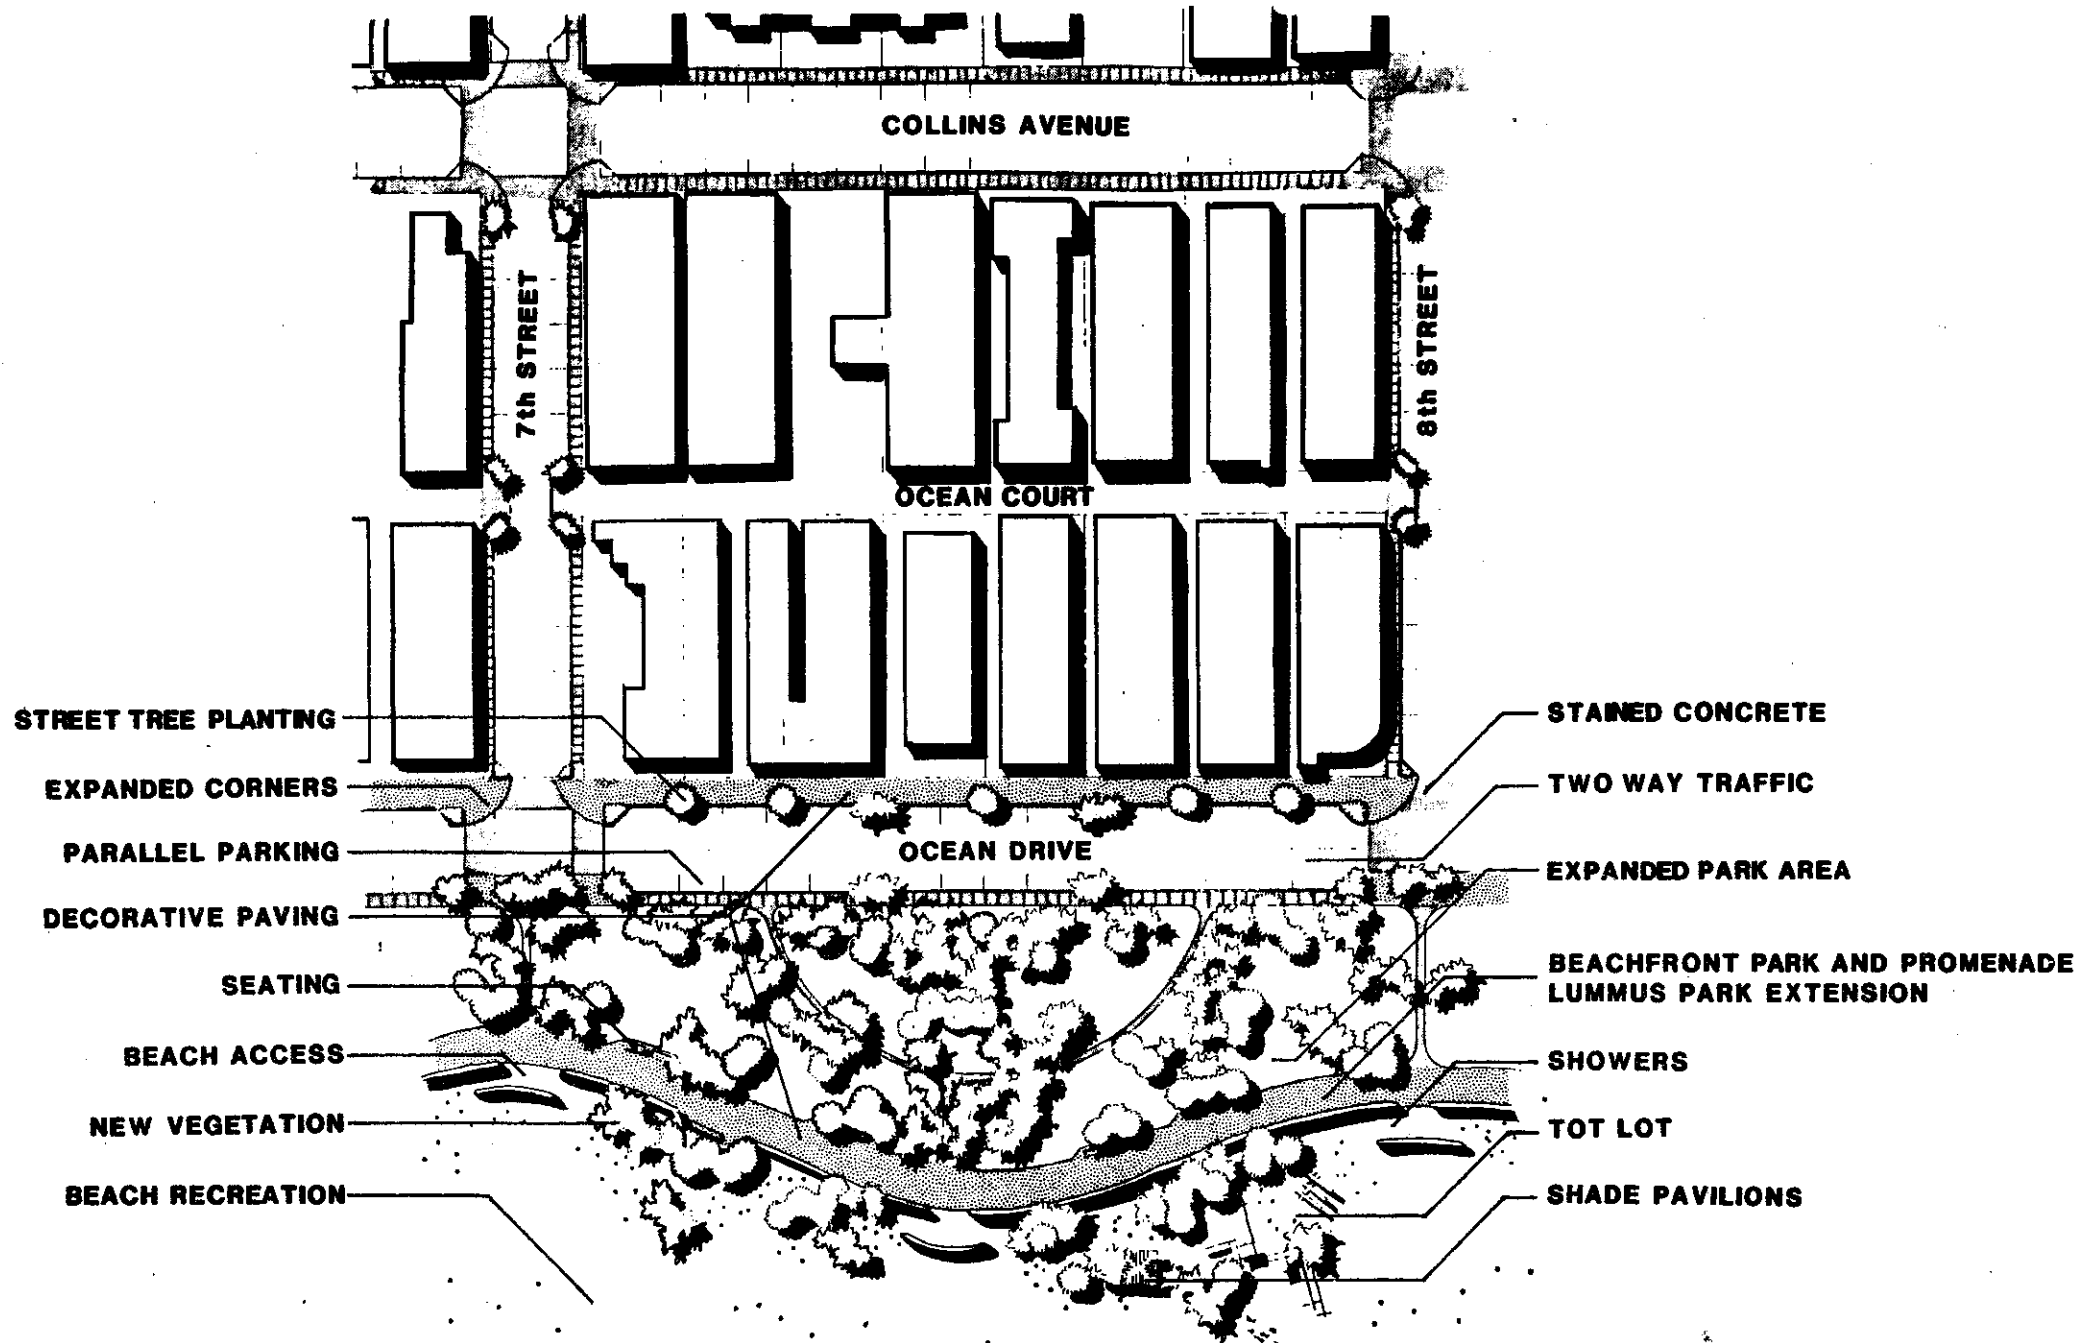 COLLINS AVENUE
7th STREET
8th STREET
OCEAN COURT
STREET TREE PLANTING
EXPANDED CORNERS
PARALLEL PARKING
DECORATIVE PAVING
SEATING
BEACH ACCESS
NEW VEGETATION
BEACH RECREATION
OCEAN DRIVE
STAINED CONCRETE
TWO WAY TRAFFIC
EXPANDED PARK AREA
BEACHFRONT PARK AND PROMENADE
LUMMUS PARK EXTENSION
SHOWERS
TOT LOT
SHADE PAVILIONS